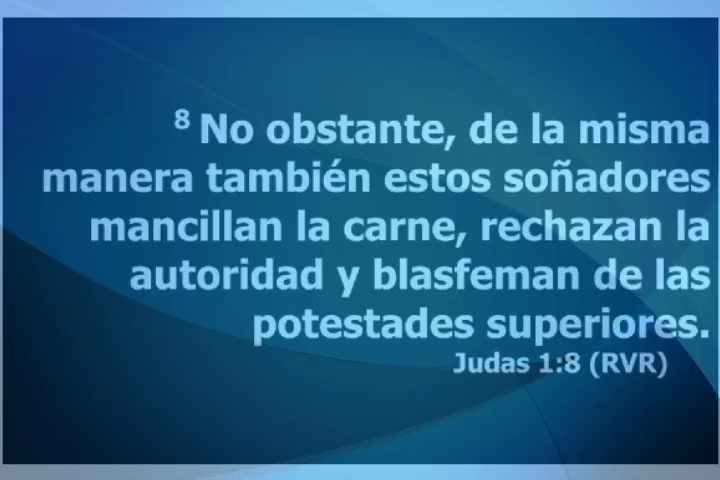 8 No obstante, de la misma
manera también estos soñadores
mancillan la carne, rechazan la
autoridad y blasfeman de las
potestades superiores.
Judas 1:8 (RVR)